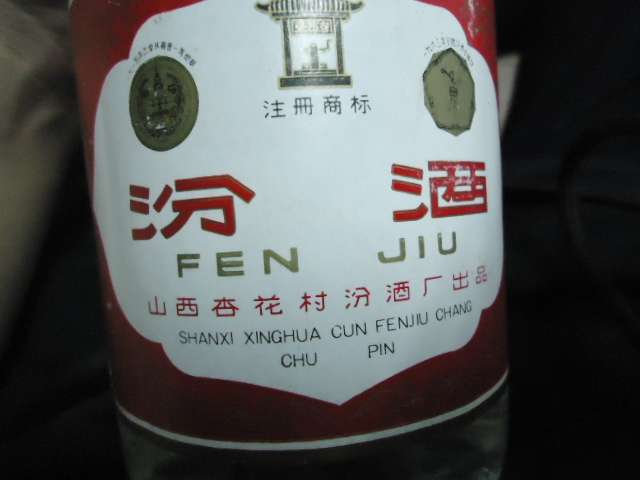 注册商标
汾酒
FEN JIU
山西杏花村汾酒厂出品
SHANXI XINGHUA CUN FENJIU CHANG
CHU PIN